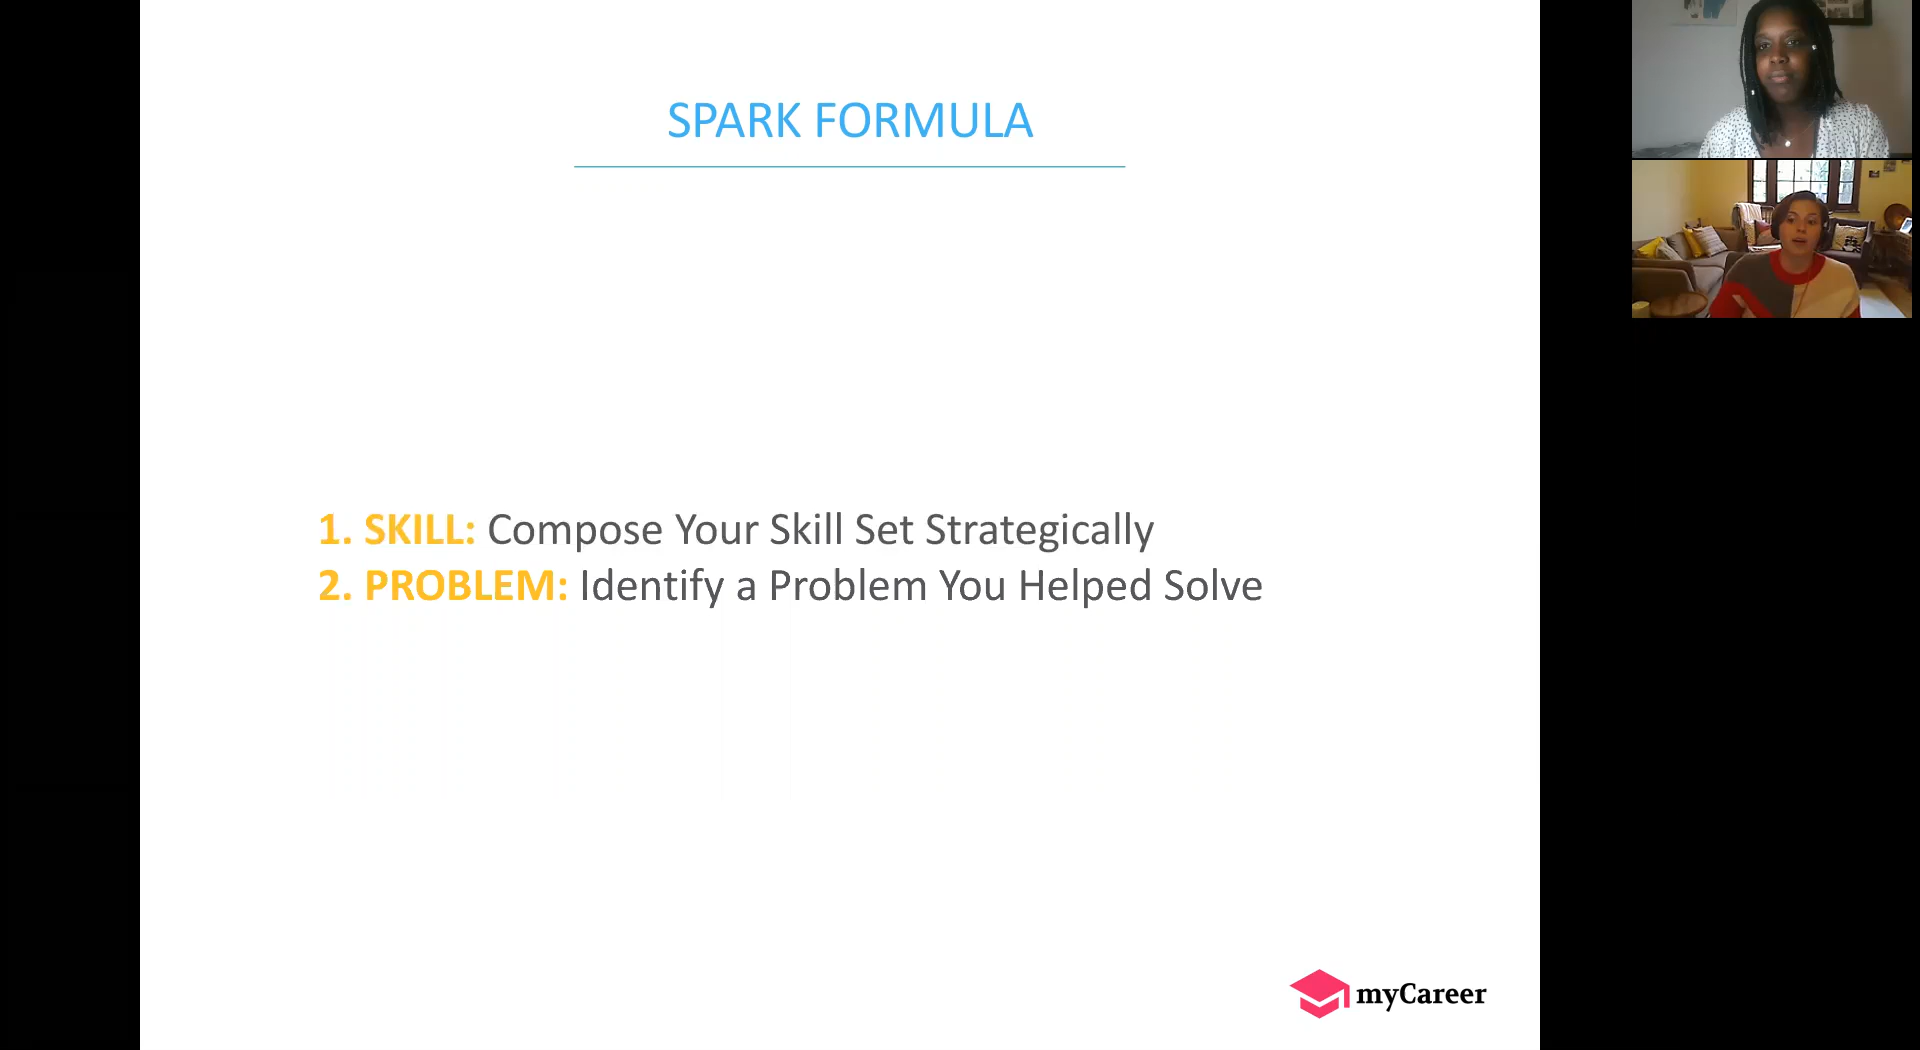 SPARK FORMULA
1. SKILL: Compose Your Skill Set Strategically
2. PROBLEM: Identify a Problem You Helped Solve
myCareer